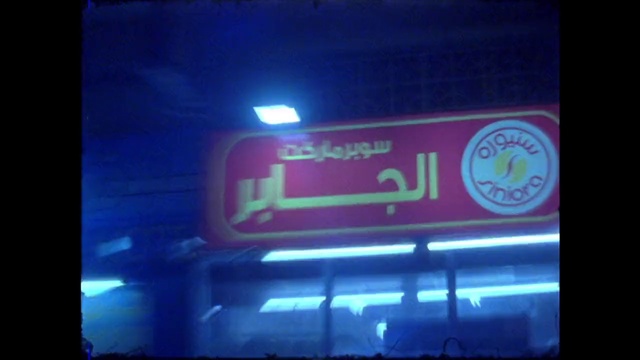 سوبرماركت
الجابر
سنيورة
siniora